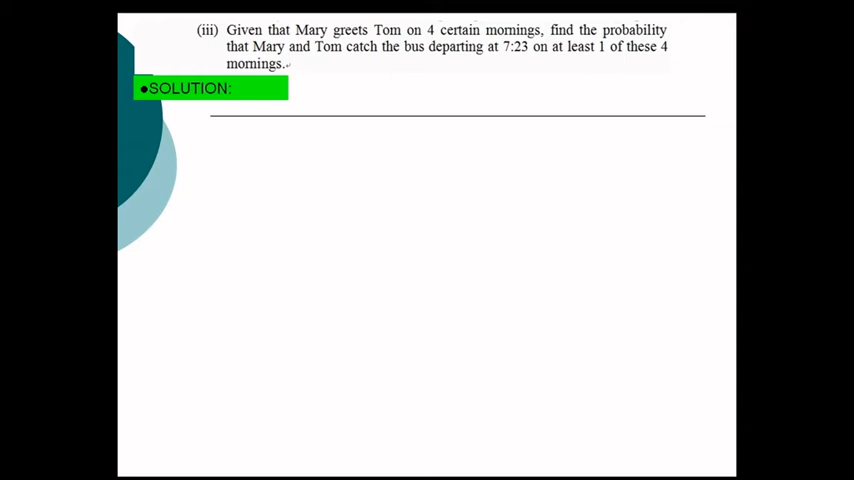 (iii) Given that Mary greets Tom on 4 certain mornings, find the probability
that Mary and Tom catch the bus departing at 7:23 on at least 1 of these 4
mornings.
●SOLUTION: